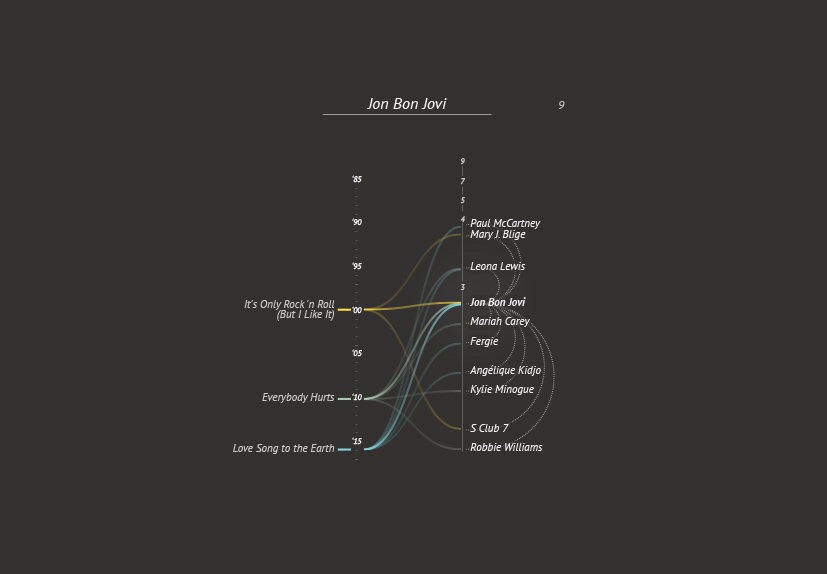 Jon Bon Jovi
9
'85
'90
'95
'00
'05
'10
'15
It's Only Rock 'n Roll
(But I Like It)
Everybody Hurts
Love Song to the Earth
9
7
5
4
Paul McCartney
Mary J. Blige
Leona Lewis
3
Jon Bon Jovi
Mariah Carey
Fergie
Angélique Kidjo
Kylie Minogue
S Club 7
Robbie Williams